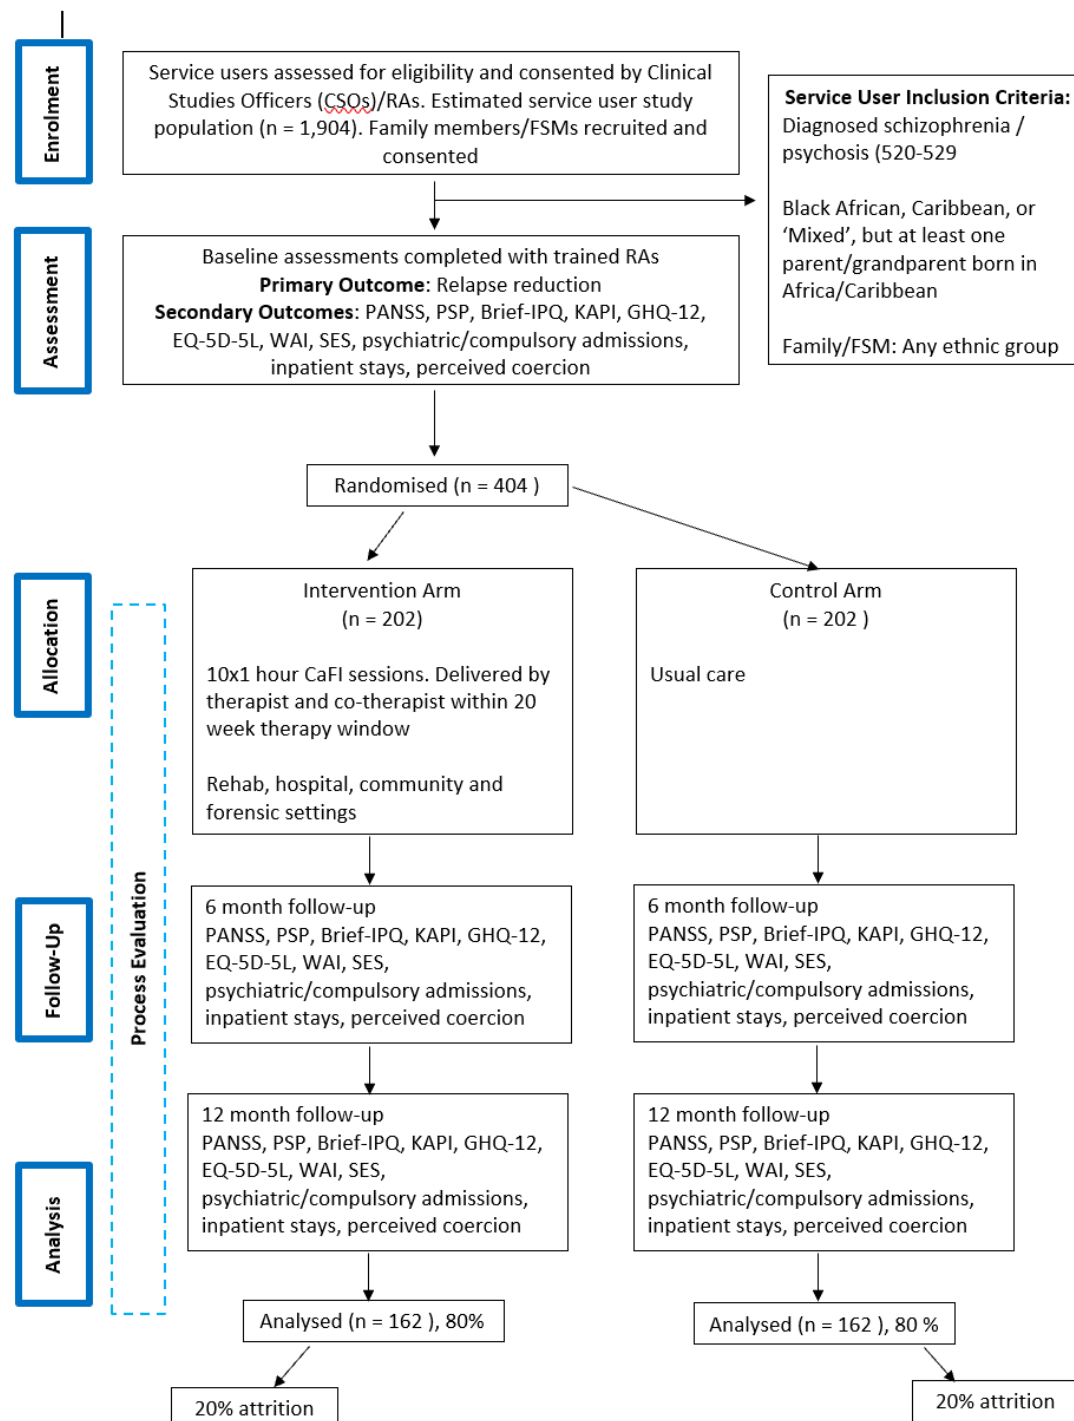 Enrolment
Service users assessed for eligibility and consented by Clinical
Studies Officers (CSOs)/RAs. Estimated service user study
population (n = 1,904). Family members/FSMs recruited and
consented
Service User Inclusion Criteria:
Diagnosed schizophrenia /
psychosis (520-529
Black African, Caribbean, or
‘Mixed’, but at least one
parent/grandparent born in
Africa/Caribbean
Family/FSM: Any ethnic group
Assessment
Baseline assessments completed with trained RAs
Primary Outcome: Relapse reduction
Secondary Outcomes: PANSS, PSP, Brief-IPQ, KAPI, GHQ-12,
EQ-5D-5L, WAI, SES, psychiatric/compulsory admissions,
inpatient stays, perceived coercion
Randomised (n = 404 )
Allocation
Intervention Arm
(n = 202)
10x1 hour CaFI sessions. Delivered by
therapist and co-therapist within 20
week therapy window
Rehab, hospital, community and
forensic settings
Control Arm
(n = 202 )
Usual care
Process Evaluation
Follow-Up
6 month follow-up
PANSS, PSP, Brief-IPQ, KAPI, GHQ-12,
EQ-5D-5L, WAI, SES,
psychiatric/compulsory admissions,
inpatient stays, perceived coercion
6 month follow-up
PANSS, PSP, Brief-IPQ, KAPI, GHQ-12,
EQ-5D-5L, WAI, SES,
psychiatric/compulsory admissions,
inpatient stays, perceived coercion
12 month follow-up
PANSS, PSP, Brief-IPQ, KAPI, GHQ-12,
EQ-5D-5L, WAI, SES,
psychiatric/compulsory admissions,
inpatient stays, perceived coercion
12 month follow-up
PANSS, PSP, Brief-IPQ, KAPI, GHQ-12,
EQ-5D-5L, WAI, SES,
psychiatric/compulsory admissions,
inpatient stays, perceived coercion
Analysis
Analysed (n = 162 ), 80%
Analysed (n = 162 ), 80 %
20% attrition
20% attrition